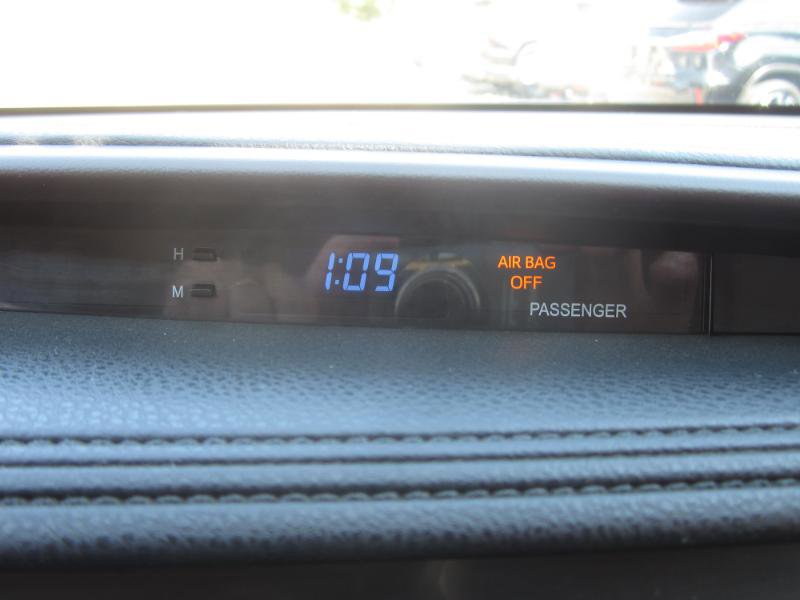 H
M
1:09
AIR BAG
OFF
PASSENGER